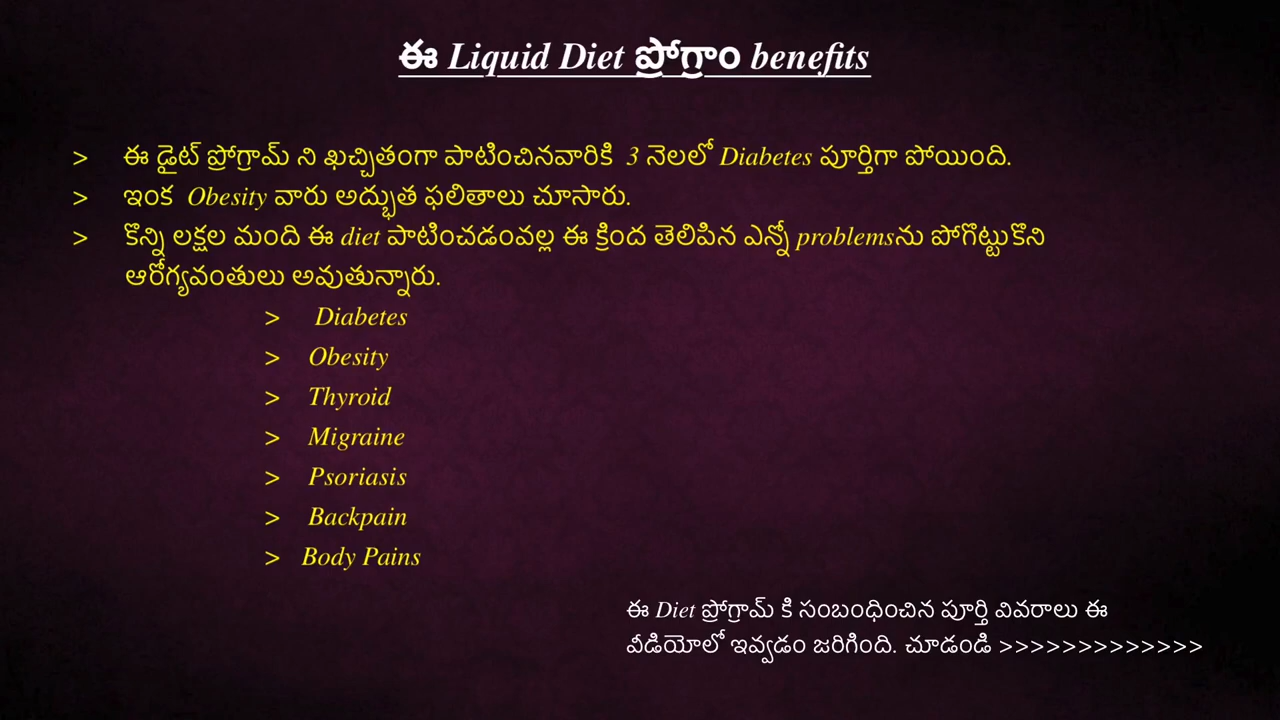 ఈ Liquid Diet ప్రోగ్రాం benefits
> ఈ డైట్ ప్రోగ్రామ్ ని ఖచ్చితంగా పాటించినవారికి 3 నెలలో Diabetes పూర్తిగా పోయింది.
> ఇంక Obesity వారు అద్భుత ఫలితాలు చూసారు.
> కొన్ని లక్షల మంది ఈ diet పాటించడంవల్ల ఈ క్రింద తెలిపిన ఎన్నో problemsను పోగొట్టుకొని
ఆరోగ్యవంతులు అవుతున్నారు.
> Diabetes
> Obesity
> Thyroid
> Migraine
> Psoriasis
> Backpain
> Body Pains
ఈ Diet ప్రోగ్రామ్ కి సంబంధించిన పూర్తి వివరాలు ఈ
వీడియోలో ఇవ్వడం జరిగింది. చూడండి >>>>>>>>>>>>>